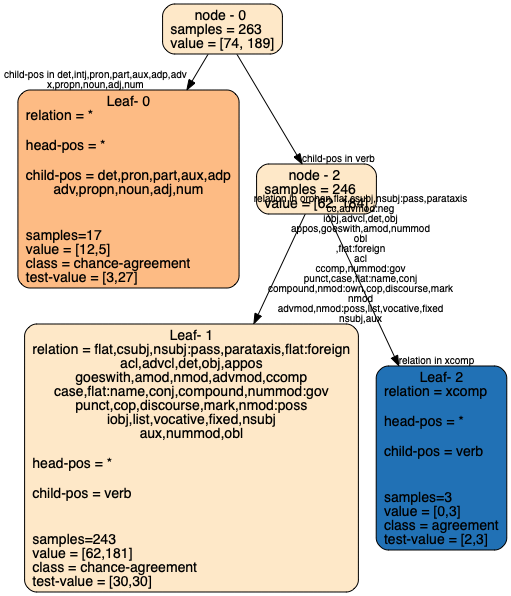 node - 0
samples = 263
value = [74, 189]
child-pos in det,intj,pron,part,aux,adp,adv
x,propn,noun,adj,num
Leaf- 0
relation = *
head-pos = *
child-pos = det,pron,part,aux,adp
adv,propn,noun,adj,num
samples=17
value = [12,5]
class = chance-agreement
test-value = [3,27]
child-pos in verb
node - 2
samples = 246
value = [62, 184]
relation in orphan,flat,csubj,nsubj:pass,parataxis
cc,advmod:neg
iobj,advcl,det,obj
appos,goeswith,amod,nummod
obl
,flat:foreign
acl
ccomp,nummod:gov
punct,case,flat:name,conj
compound,nmod:own,cop,discourse,mark
nmod
advmod,nmod:poss,list,vocative,fixed
nsubj,aux
Leaf- 1
relation = flat,csubj,nsubj:pass,parataxis,flat:foreign
acl,advcl,det,obj,appos
goeswith,amod,nmod,advmod,ccomp
case,flat:name,conj,compound,nummod:gov
punct,cop,discourse,mark,nmod:poss
iobj,list,vocative,fixed,nsubj
aux,nummod,obl
head-pos = *
child-pos = verb
samples=243
value = [62,181]
class = chance-agreement
test-value = [30,30]
relation in xcomp
Leaf- 2
relation = xcomp
head-pos = *
child-pos = verb
samples=3
value = [0,3]
class = agreement
test-value = [2,3]